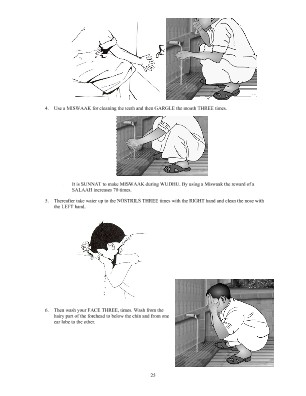 4. Use a MISWAAK for cleaning the teeth and then GARGLE the mouth THREE times.
It is SUNNAT to make MISWAAK during WUDHU. By using a Miswaak the reward of a
SALAAH increases 70 times.
5. Thereafter take water up to the NOSTRILS THREE times with the RIGHT hand and clean the nose with
the LEFT hand.
6. Then wash your FACE THREE, times. Wash from the
hairy part of the forehead to below the chin and from one
ear lobe to the other.
25